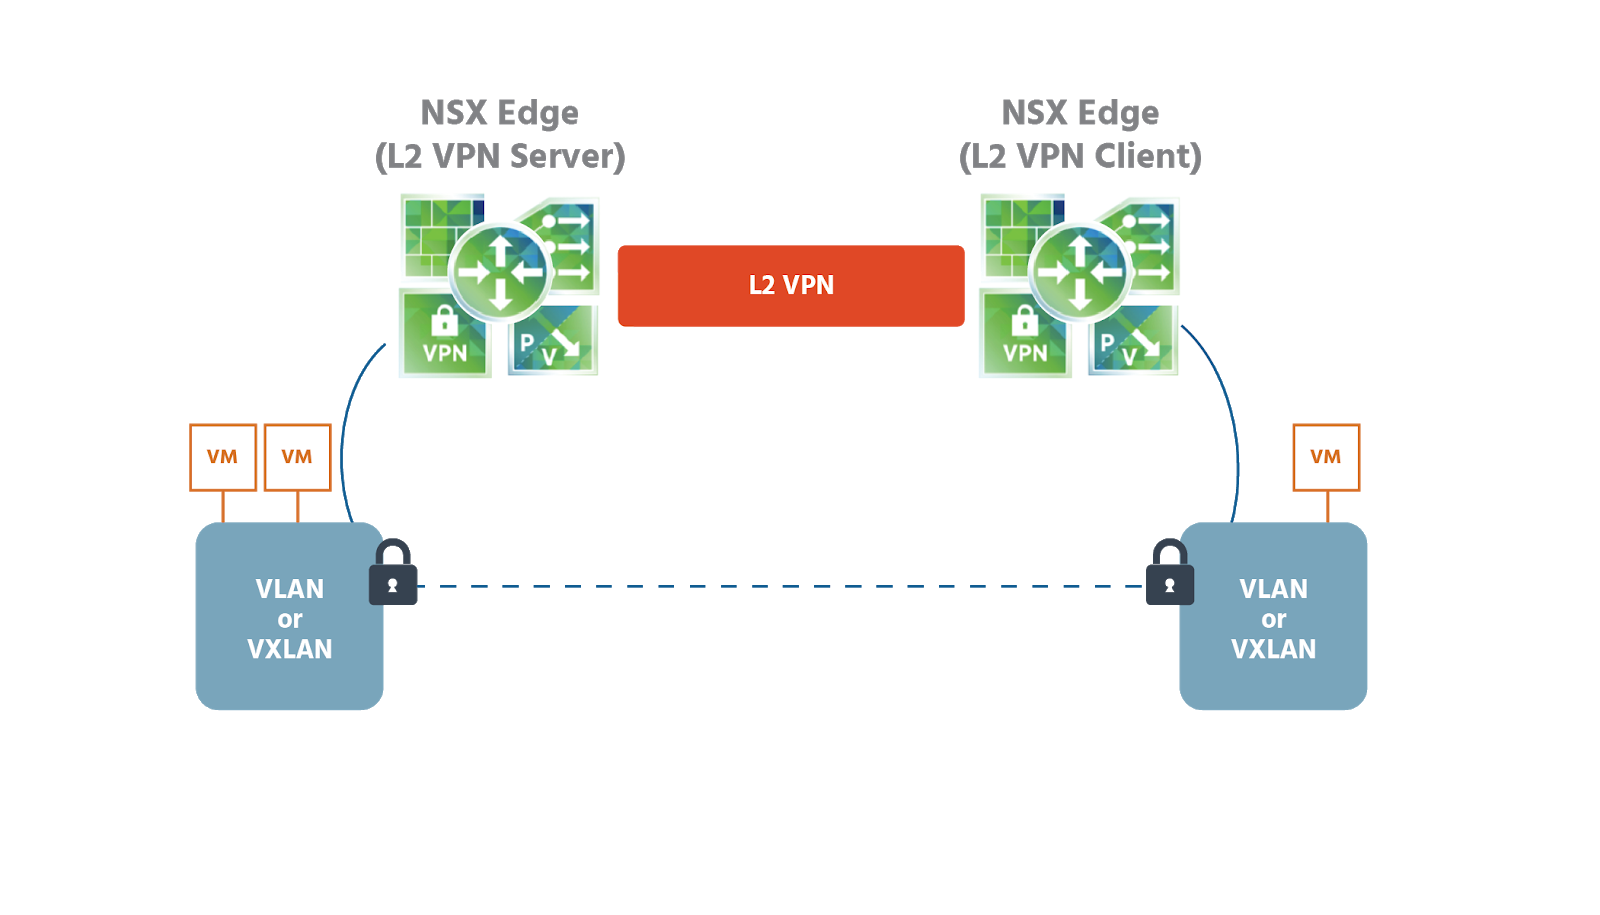 NSX Edge
(L2 VPN Server)
NSX Edge
(L2 VPN Client)
L2 VPN
VPN
P
V
VPN
P
V
VM
VM
VM
VLAN
or
VXLAN
VLAN
or
VXLAN